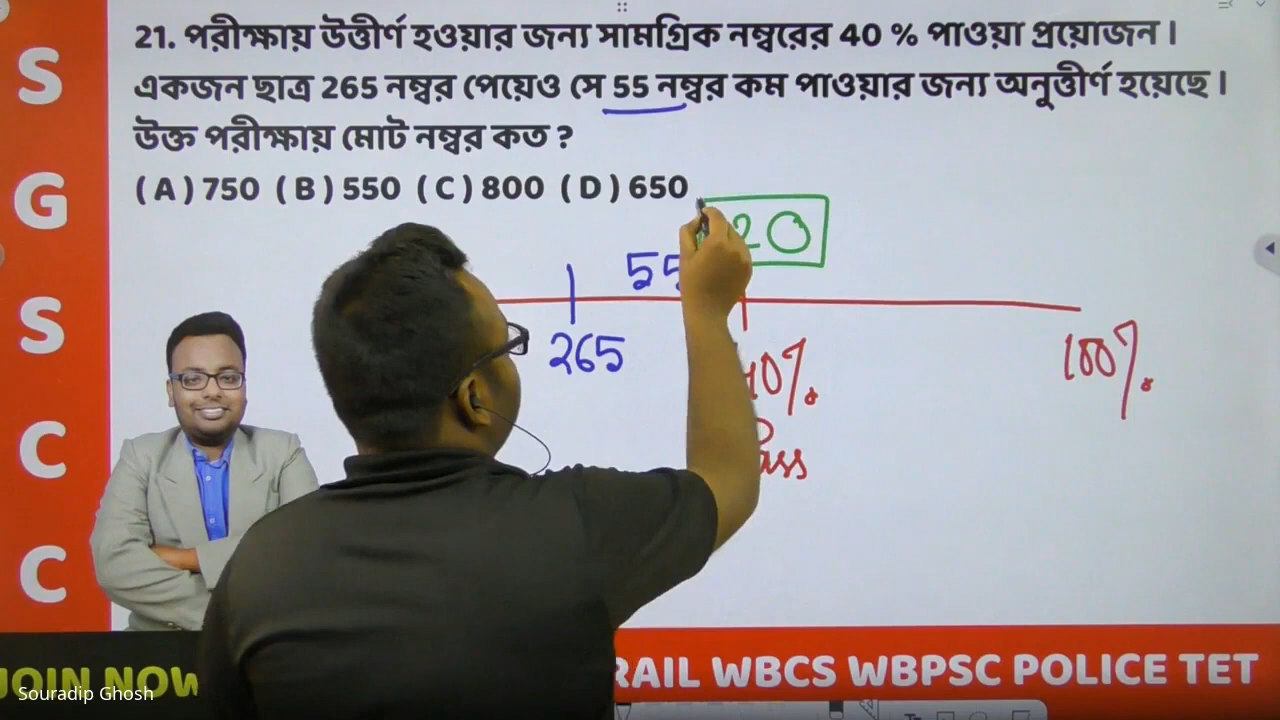 S
G
S
C
C
21. পরীক্ষায় উত্তীর্ণ হওয়ার জন্য সামগ্রিক নম্বরের 40 % পাওয়া প্রয়োজন ।
একজন ছাত্র 265 নম্বর পেয়েও সে 55 নম্বর কম পাওয়ার জন্য অনুত্তীর্ণ হয়েছে ।
উক্ত পরীক্ষায় মোট নম্বর কত ?
( A ) 750 ( B ) 550 ( C ) 800 ( D ) 650
20
55
265
40%
100%
JOIN NOW
RAIL WBCS WBPSC POLICE TET
Souradip Ghosh